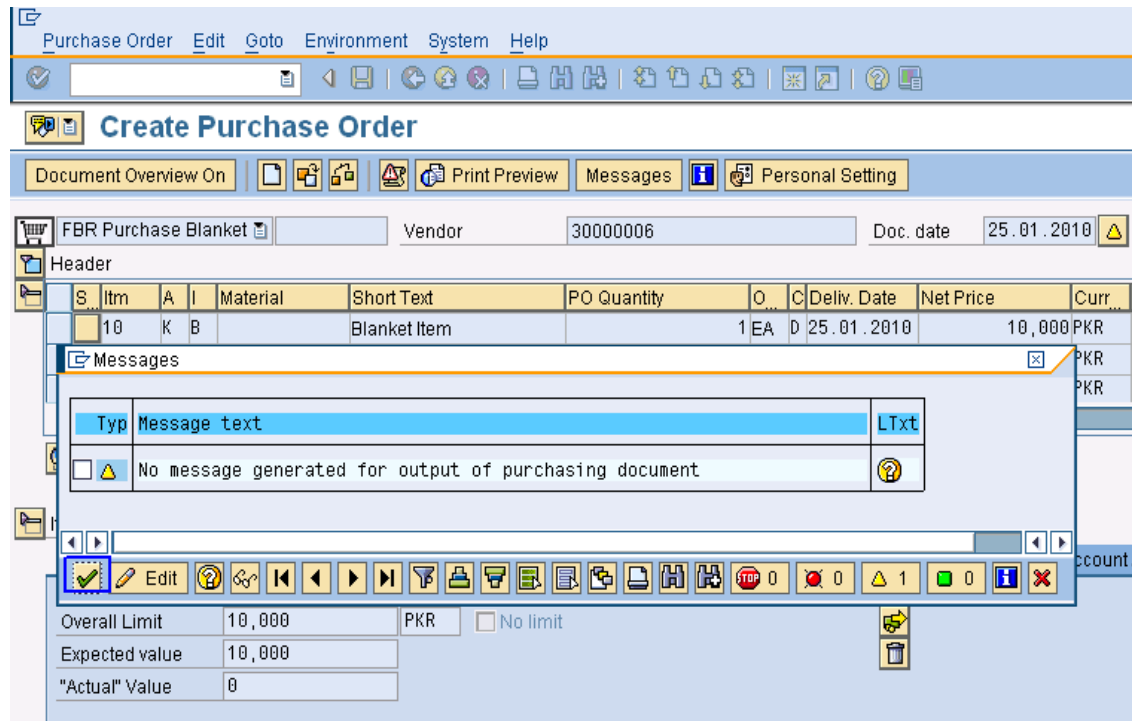 Purchase Order Edit Goto Environment System Help
Create Purchase Order
Document Overview On Print Preview Messages Personal Setting
FBR Purchase Blanket Vendor 30000006 Doc. date 25.01.2010
Header
S... Itm A I Material Short Text PO Quantity O... C Deliv. Date Net Price Curr...
10 K B Blanket Item 1 EA D 25.01.2010 10,000 PKR
Messages PKR
PKR
Typ Message text LTxt
No message generated for output of purchasing document
ccount
Edit STOP 0 0 1 0
Overall Limit 10,000 PKR No limit
Expected value 10,000
"Actual" Value 0